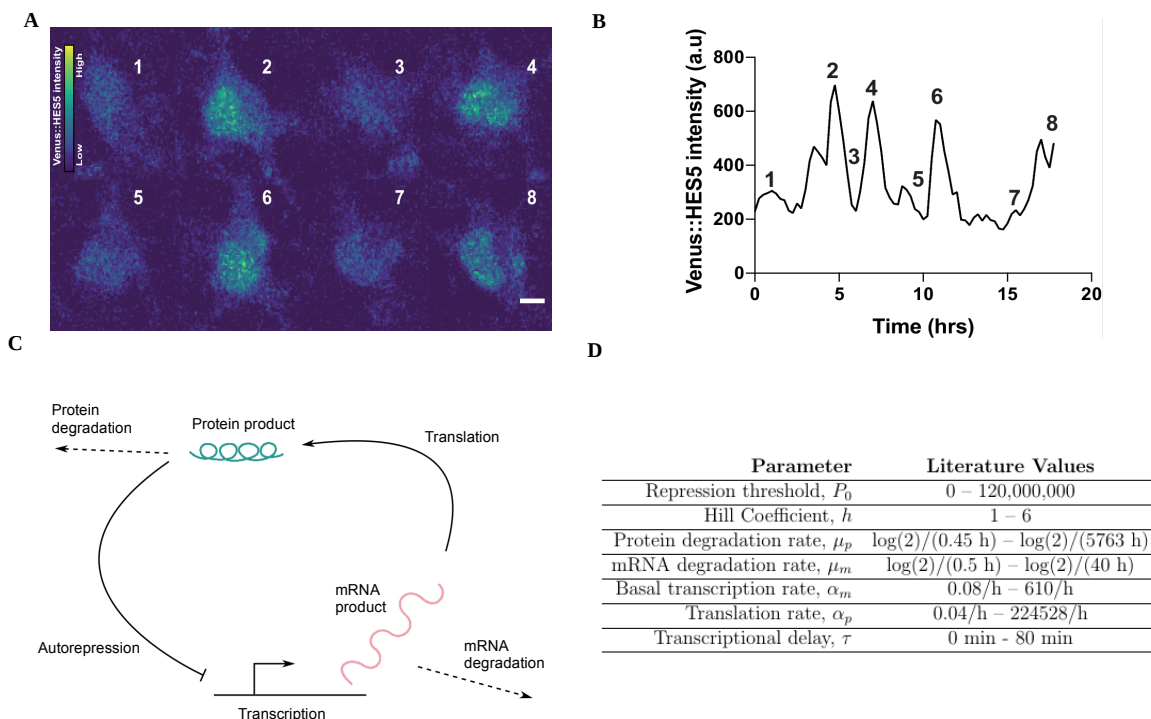 A
Venus::HES5 intensity
High
Low
1
2
3
4
5
6
7
8
B
Venus::HES5 intensity (a.u)
800
600
400
200
0
1
2
3
4
5
6
7
8
0
5
10
15
20
Time (hrs)
C
Protein
degradation
Protein product
Translation
mRNA
product
Autorepression
mRNA
degradation
Transcription
D
Parameter Literature Values
Repression threshold, P₀ 0 – 120,000,000
Hill Coefficient, h 1 – 6
Protein degradation rate, μₚ log(2)/(0.45 h) – log(2)/(5763 h)
mRNA degradation rate, μₘ log(2)/(0.5 h) – log(2)/(40 h)
Basal transcription rate, αₘ 0.08/h – 610/h
Translation rate, αₚ 0.04/h – 224528/h
Transcriptional delay, τ 0 min - 80 min